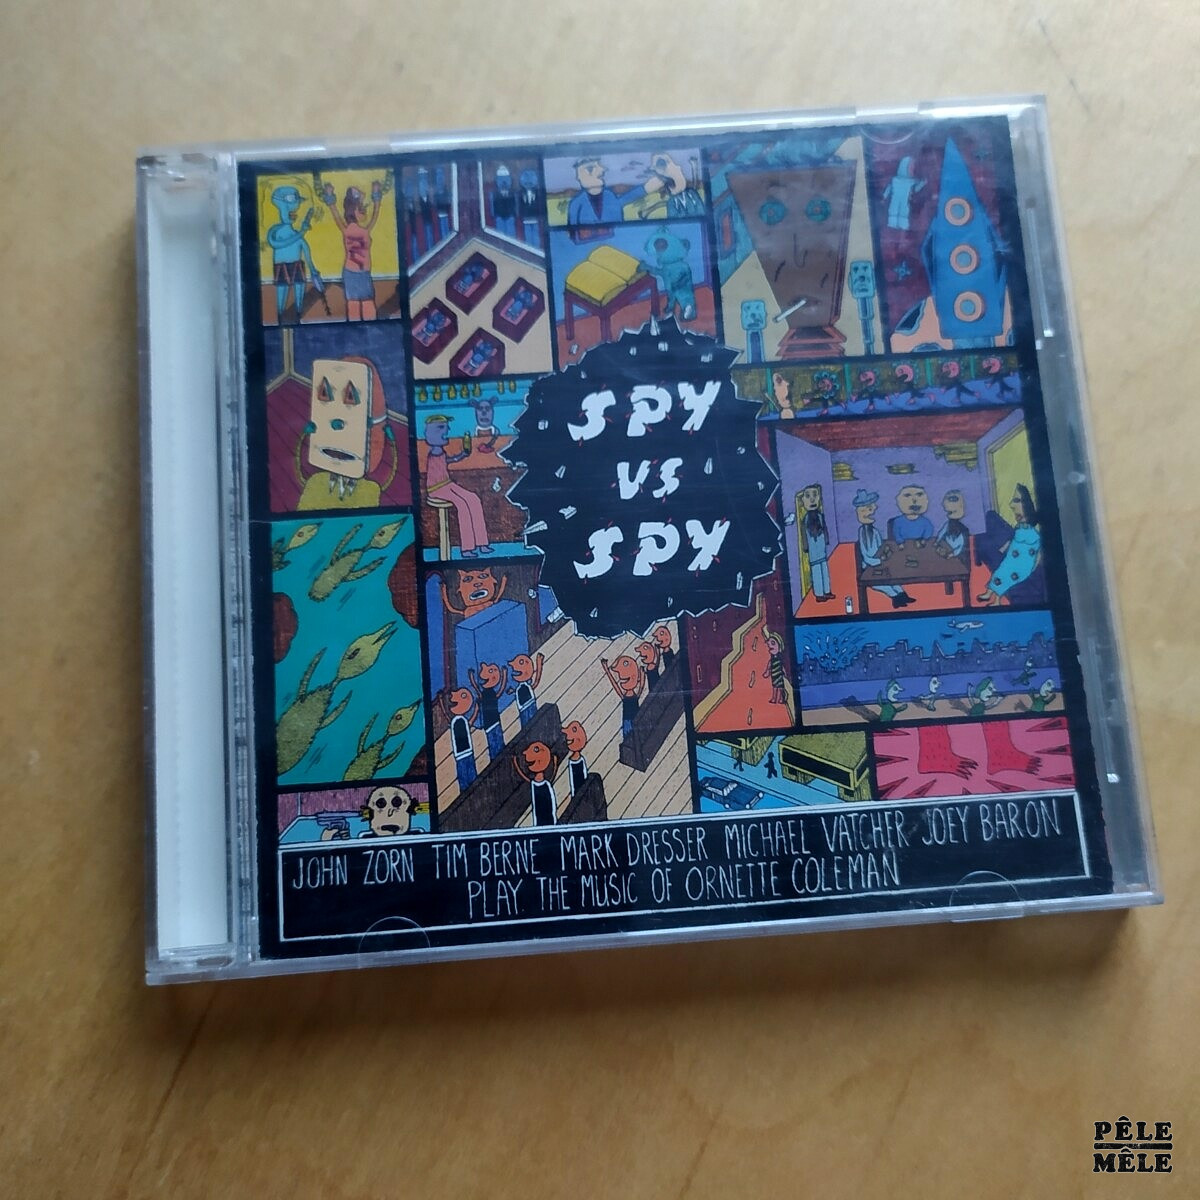 SPY
VS
SPY
JOHN ZORN TIM BERNE MARK DRESSER MICHAEL VATCHER JOEY BARON
PLAY THE MUSIC OF ORNETTE COLEMAN
PÊLE
MÊLE